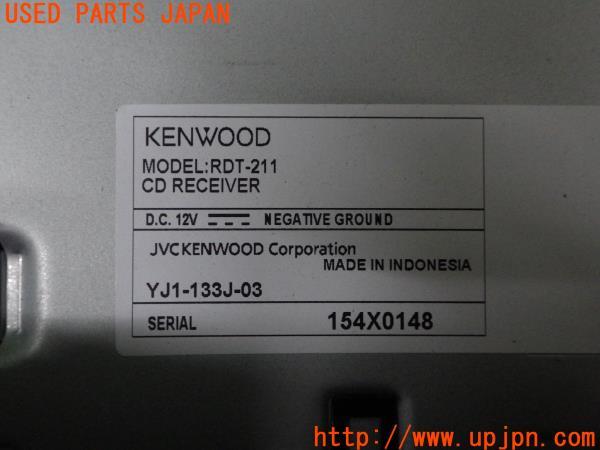 USED PARTS JAPAN
KENWOOD
MODEL:RDT-211
CD RECEIVER
D.C. 12V NEGATIVE GROUND
JVCKENWOOD Corporation
MADE IN INDONESIA
YJ1-133J-03
SERIAL 154X0148
http://www.upjpn.com